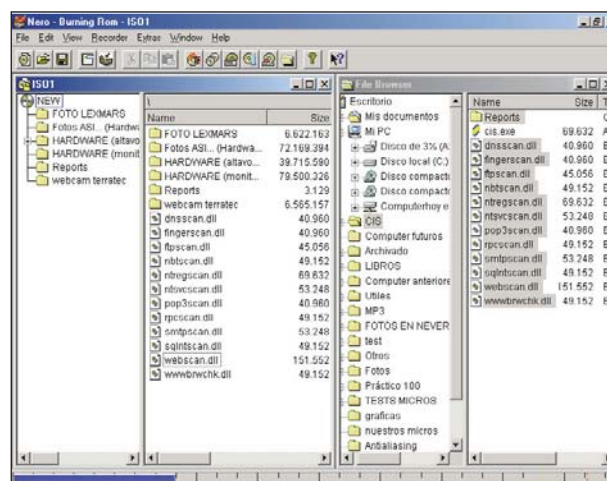 Nero - Burning Rom - ISO1
File Edit View Recorder Extras Window Help
ISO1
NEW
FOTO LEXMARS
Fotos ASI... (Hardwa
HARDWARE (altavo
HARDWARE (monit
Reports
webcam terratec
\
Name Size
FOTO LEXMARS 6.622.163
Fotos ASI... (Hardwa... 72.169.394
HARDWARE (altavo... 39.715.590
HARDWARE (monit... 79.500.326
Reports 3.129
webcam terratec 6.565.157
dnsscan.dll 40.960
fingerscan.dll 40.960
ftpscan.dll 45.056
nbtscan.dll 49.152
ntregscan.dll 69.632
ntsvcscan.dll 53.248
pop3scan.dll 40.960
rpcscan.dll 49.152
smtpscan.dll 53.248
sqlntscan.dll 49.152
webscan.dll 151.552
wwwbrwchk.dll 49.152
File Browser
Escritorio
Mis documentos
Mi PC
Disco de 3½ (A:
Disco local (C:)
Disco compact
Disco compact
Computerhoy e
CIS
Computer futuros
Archivado
LIBROS
Computer anteriore
Utiles
MP3
FOTOS EN NEVER
test
Otros
Fotos
Práctico 100
TESTS MICROS
graficas
nuestros micros
Antialiasing
Name Size T
Reports C
cis.exe 69.632 A
dnsscan.dll 40.960 E
fingerscan.dll 40.960 E
ftpscan.dll 45.056 E
nbtscan.dll 49.152 E
ntregscan.dll 69.632 E
ntsvcscan.dll 53.248 E
pop3scan.dll 40.960 E
rpcscan.dll 49.152 E
smtpscan.dll 53.248 E
sqlntscan.dll 49.152 E
webscan.dll 151.552 E
wwwbrwchk.dll 49.152 E